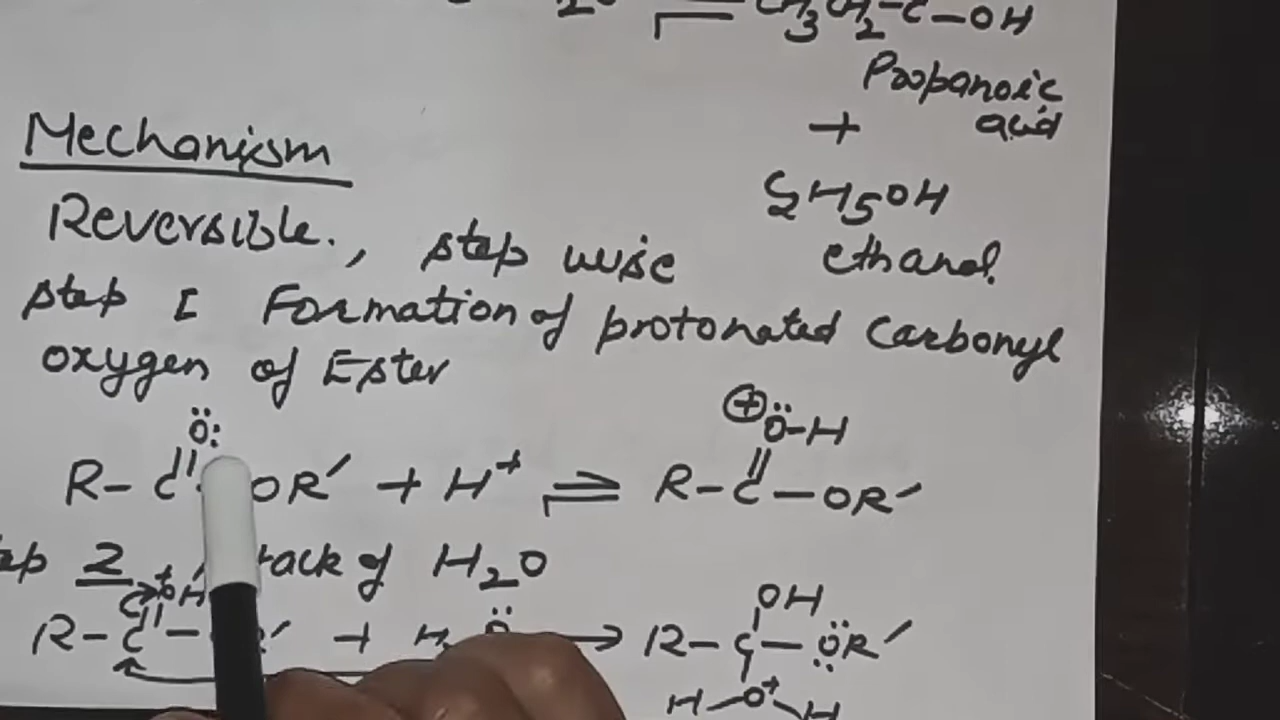 CH3CH2-C-OH
Propanoic
acid
+
C2H5OH
ethanol.
Mechanism
Reversible., step wise
Step I Formation of protonated Carbonyl
oxygen of Ester
Ö:
R-C OR′ + H+ ⇌ R-C-OR′
⊕Ö-H
2 of H2O
R-C- + → R-C-ÖR′
OH
H-O+-H